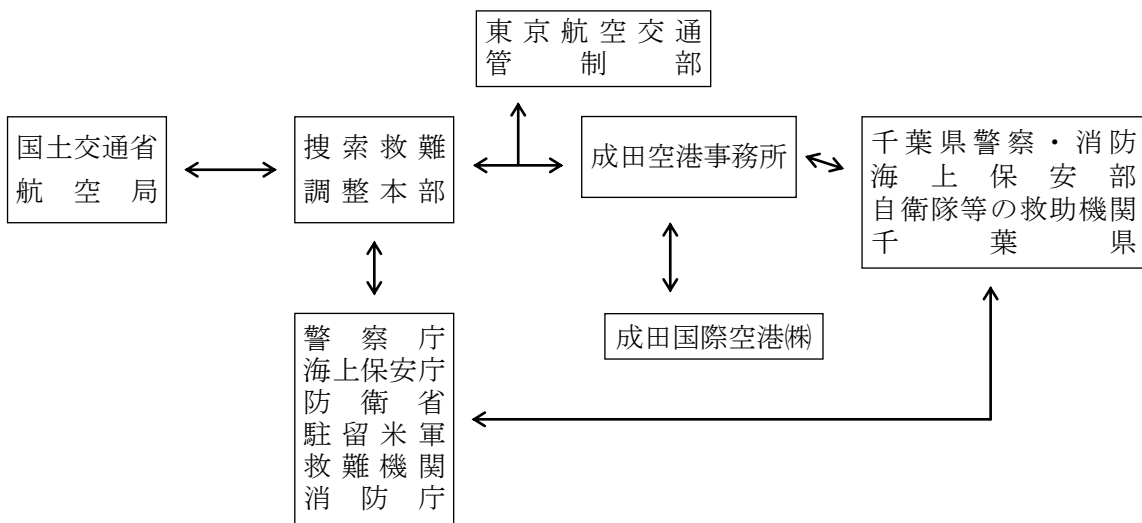 東京航空交通
管制部
国土交通省
航空局
捜索救難
調整本部
成田空港事務所
千葉県警察・消防
海上保安部
自衛隊等の救助機関
千葉県
警察庁
海上保安庁
防衛省
駐留米軍
救難機関
消防庁
成田国際空港㈱